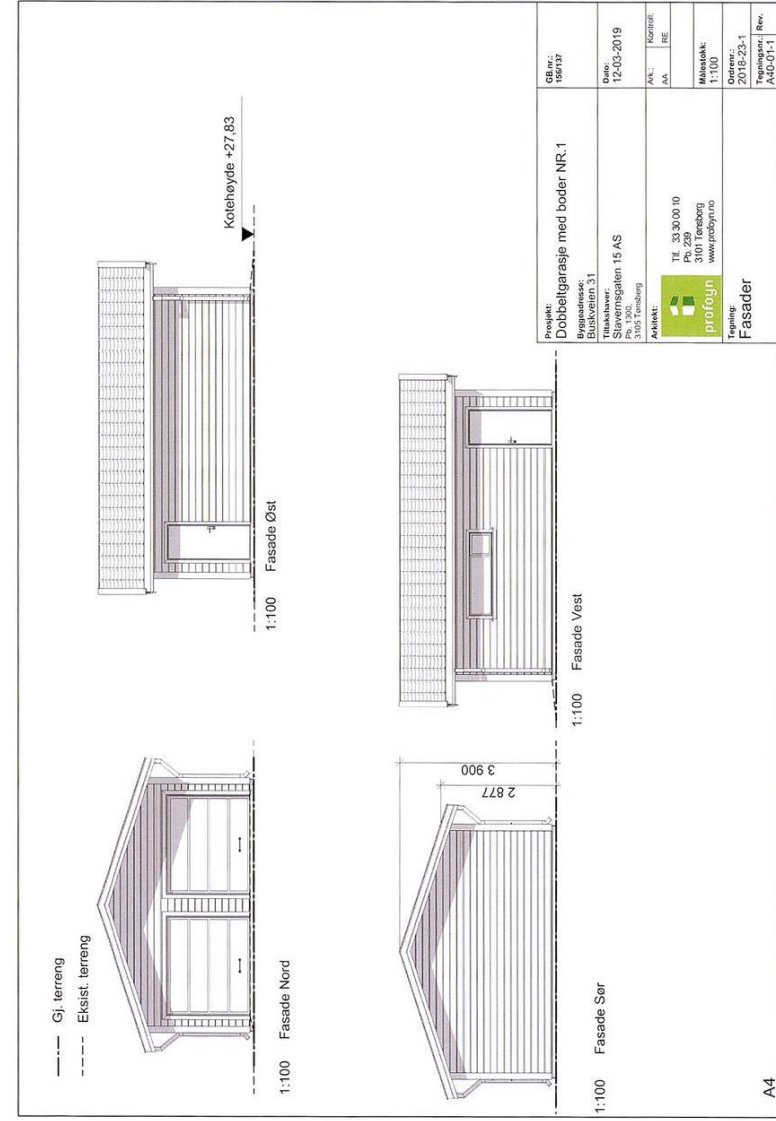 Gj. terreng
Eksist. terreng
Kotehøyde +27,83
1:100 Fasade Nord
1:100 Fasade Øst
3 900
2 877
1:100 Fasade Sør
1:100 Fasade Vest
A4
Prosjekt:
Dobbeltgarasje med boder NR.1
Byggeadresse:
Buskveien 31
GB.nr.:
156/137
Tiltakshaver:
Stavernsgaten 15 AS
Pb. 1300,
3105 Tønsberg
Dato:
12-03-2019
Arkitekt:
profoyn
Tlf. 33 30 00 10
Pb. 239
3101 Tønsberg
www.profoyn.no
Ark.: Kontroll:
AA RE
Målestokk:
1:100
Tegning:
Fasader
Ordrenr.:
2018-23-1
Tegningsnr.: Rev.
A40-01-1